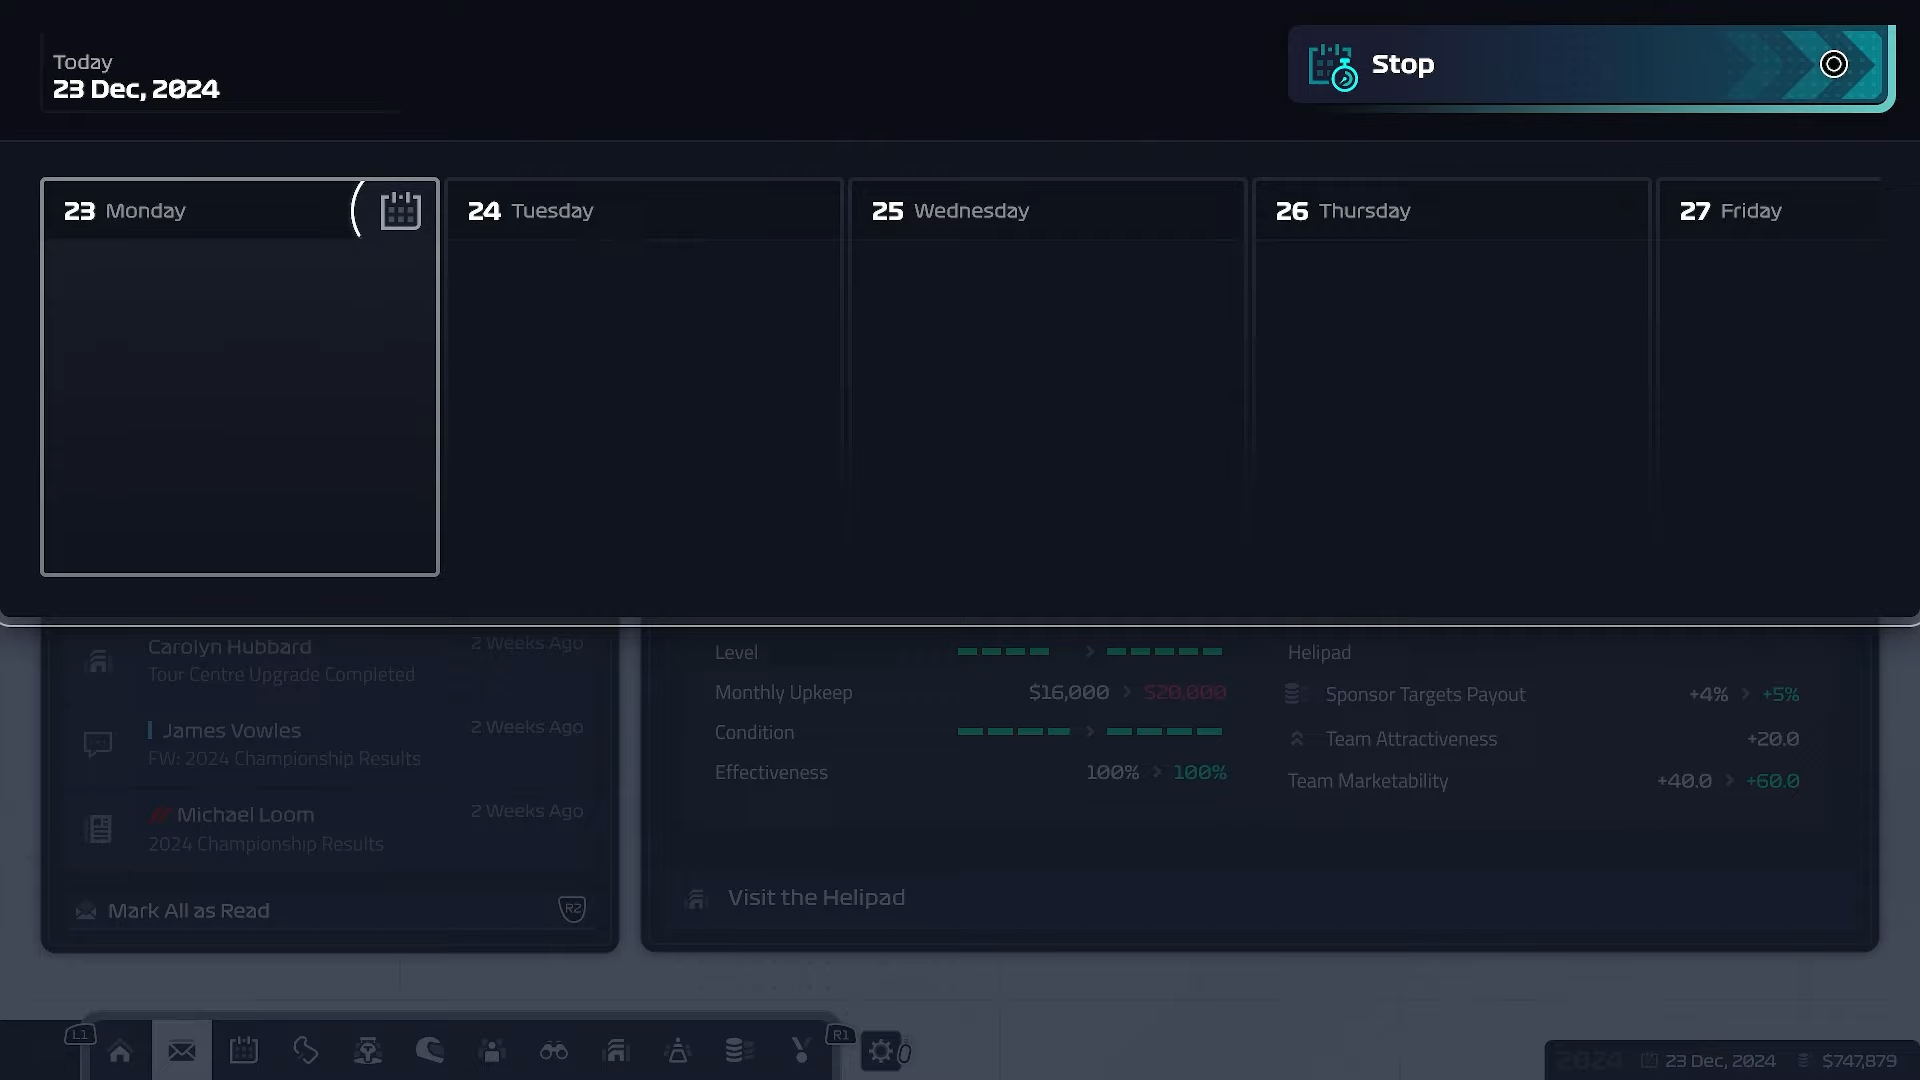 Today
23 Dec, 2024
Stop
23 Monday
24 Tuesday
25 Wednesday
26 Thursday
27 Friday
Carolyn Hubbard
2 Weeks Ago
Tour Centre Upgrade Completed
James Vowles
2 Weeks Ago
FW: 2024 Championship Results
Michael Loom
2 Weeks Ago
2024 Championship Results
Mark All as Read
R2
Level
Monthly Upkeep
$16,000 > $20,000
Condition
Effectiveness
100% > 100%
Helipad
Sponsor Targets Payout
+4% > +5%
Team Attractiveness
+20.0
Team Marketability
+40.0 > +60.0
Visit the Helipad
L1
R1
2024
23 Dec, 2024
$747,879